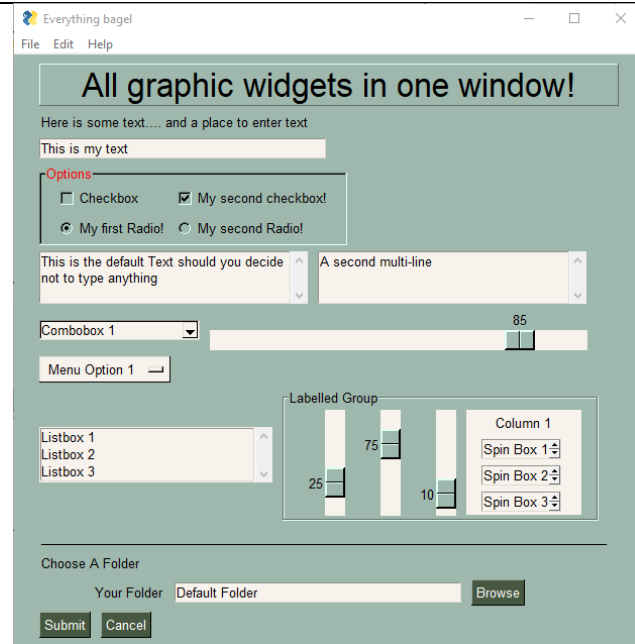 Everything bagel
File Edit Help
All graphic widgets in one window!
Here is some text.... and a place to enter text
This is my text
Options
Checkbox My second checkbox!
My first Radio! My second Radio!
This is the default Text should you decide
not to type anything
A second multi-line
Combobox 1
85
Menu Option 1
Listbox 1
Listbox 2
Listbox 3
Labelled Group
25
75
10
Column 1
Spin Box 1
Spin Box 2
Spin Box 3
Choose A Folder
Your Folder Default Folder Browse
Submit Cancel